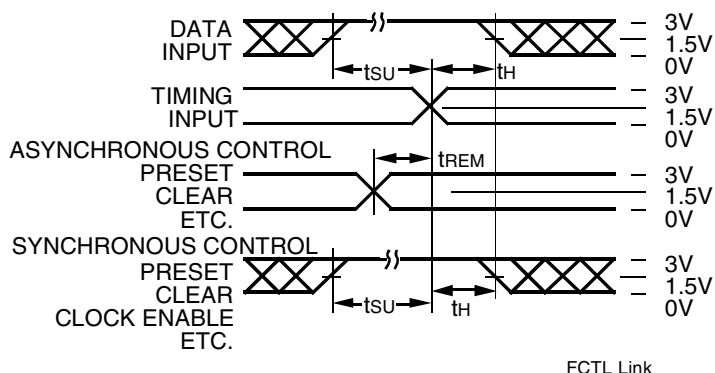 DATA
INPUT
tSU
tH
3V
1.5V
0V
TIMING
INPUT
3V
1.5V
0V
ASYNCHRONOUS CONTROL
tREM
PRESET
CLEAR
ETC.
3V
1.5V
0V
SYNCHRONOUS CONTROL
PRESET
CLEAR
CLOCK ENABLE
ETC.
tSU
tH
3V
1.5V
0V
FCTL Link